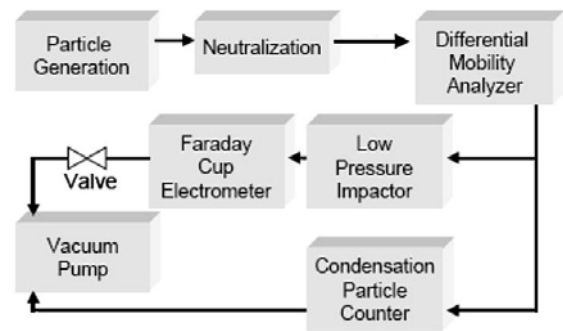 Particle
Generation
Neutralization
Differential
Mobility
Analyzer
Valve
Faraday
Cup
Electrometer
Low
Pressure
Impactor
Vacuum
Pump
Condensation
Particle
Counter